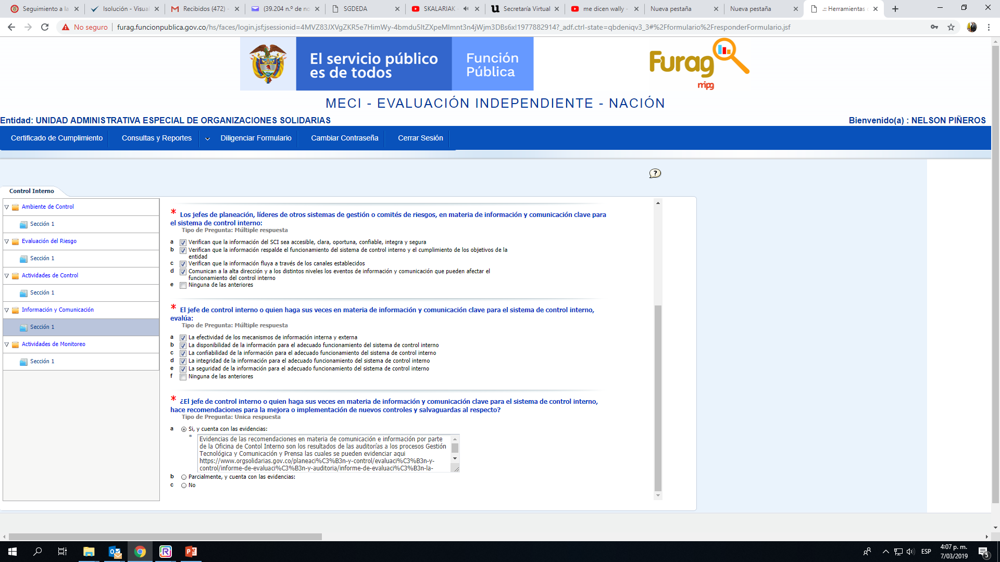 Seguimiento a la
Isolución - Visual
Recibidos (472) -
(39.204 n.º de no
SGDEDA
SKALARIAK
Secretaría Virtual
me dicen wally -
Nueva pestaña
Nueva pestaña
.:: Herramientas
No seguro
furag.funcionpublica.gov.co/hs/faces/login.jsf;jsessionid=4MVZ83JXVgZKR5e7HimWy-4bmdu5ItZXpeMlmnt3n4jWjm3DBs6x!1977882914?_adf.ctrl-state=qbdeniqv3_3#%2Fformulario%2FresponderFormulario.jsf
El servicio público
es de todos
Función
Pública
Furag
mipg
MECI - EVALUACIÓN INDEPENDIENTE - NACIÓN
Entidad: UNIDAD ADMINISTRATIVA ESPECIAL DE ORGANIZACIONES SOLIDARIAS
Bienvenido(a) : NELSON PIÑEROS
Certificado de Cumplimiento
Consultas y Reportes
Diligenciar Formulario
Cambiar Contraseña
Cerrar Sesión
?
Control Interno
Ambiente de Control
Sección 1
Evaluación del Riesgo
Sección 1
Actividades de Control
Sección 1
Información y Comunicación
Sección 1
Actividades de Monitoreo
Sección 1
* Los jefes de planeación, líderes de otros sistemas de gestión o comités de riesgos, en materia de información y comunicación clave para
el sistema de control interno:
Tipo de Pregunta: Múltiple respuesta
a Verifican que la información del SCI sea accesible, clara, oportuna, confiable, integra y segura
b Verifican que la información respalde el funcionamiento del sistema de control interno y el cumplimiento de los objetivos de la
entidad
c Verifican que la información fluya a través de los canales establecidos
d Comunican a la alta dirección y a los distintos niveles los eventos de información y comunicación que pueden afectar el
funcionamiento del control interno
e Ninguna de las anteriores
* El jefe de control interno o quien haga sus veces en materia de información y comunicación clave para el sistema de control interno,
evalúa:
Tipo de Pregunta: Múltiple respuesta
a La efectividad de los mecanismos de información interna y externa
b La disponibilidad de la información para el adecuado funcionamiento del sistema de control interno
c La confiabilidad de la información para el adecuado funcionamiento del sistema de control interno
d La integridad de la información para el adecuado funcionamiento del sistema de control interno
e La seguridad de la información para el adecuado funcionamiento del sistema de control interno
f Ninguna de las anteriores
* ¿El jefe de control interno o quien haga sus veces en materia de información y comunicación clave para el sistema de control interno,
hace recomendaciones para la mejora o implementación de nuevos controles y salvaguardas al respecto?
Tipo de Pregunta: Unica respuesta
a Si, y cuenta con las evidencias:
* Evidencias de las recomendaciones en materia de comunicación e información por parte
de la Oficina de Contol Interno son los resultados de las auditorías a los procesos Gestión
Tecnológica y Comunicación y Prensa las cuales se pueden evidenciar aqui
https://www.orgsolidarias.gov.co/planeaci%C3%B3n-y-control/evaluaci%C3%B3n-y-
control/informe-de-evaluaci%C3%B3n-y-auditoria/informe-de-evaluaci%C3%B3n-la-
b Parcialmente, y cuenta con las evidencias:
c No
ESP
4:07 p. m.
7/03/2019
5